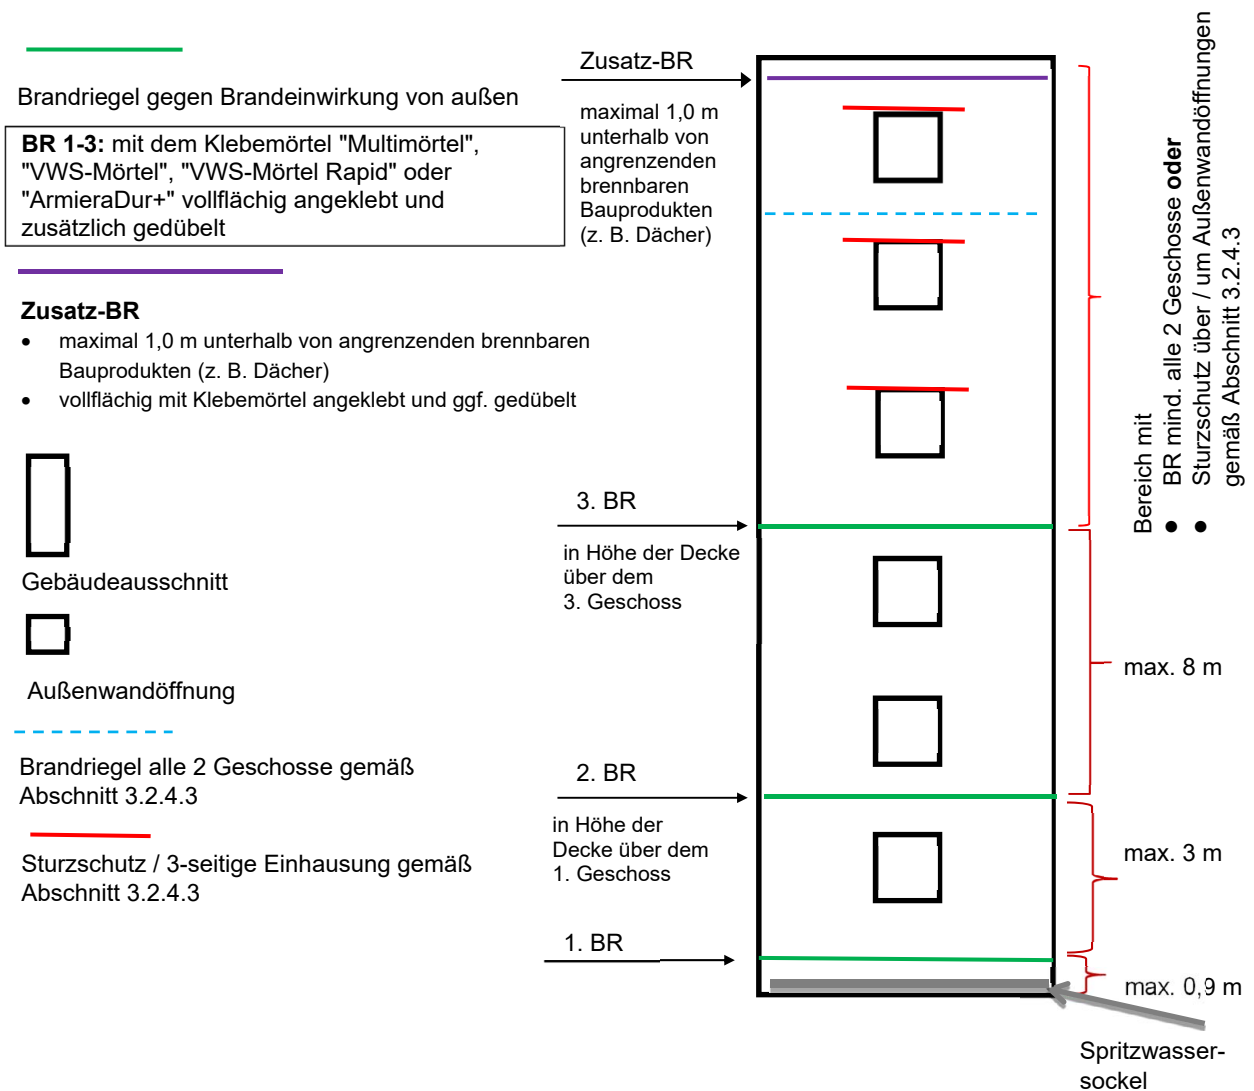 Brandriegel gegen Brandeinwirkung von außen
BR 1-3: mit dem Klebemörtel "Multimörtel",
"VWS-Mörtel", "VWS-Mörtel Rapid" oder
"ArmieraDur+" vollflächig angeklebt und
zusätzlich gedübelt
Zusatz-BR
• maximal 1,0 m unterhalb von angrenzenden brennbaren
Bauprodukten (z. B. Dächer)
• vollflächig mit Klebemörtel angeklebt und ggf. gedübelt
Gebäudeausschnitt
Außenwandöffnung
Brandriegel alle 2 Geschosse gemäß
Abschnitt 3.2.4.3
Sturzschutz / 3-seitige Einhausung gemäß
Abschnitt 3.2.4.3
Zusatz-BR
maximal 1,0 m
unterhalb von
angrenzenden
brennbaren
Bauprodukten
(z. B. Dächer)
3. BR
in Höhe der Decke
über dem
3. Geschoss
2. BR
in Höhe der
Decke über dem
1. Geschoss
1. BR
Bereich mit
• BR mind. alle 2 Geschosse oder
• Sturzschutz über / um Außenwandöffnungen
gemäß Abschnitt 3.2.4.3
max. 8 m
max. 3 m
max. 0,9 m
Spritzwasser-
sockel